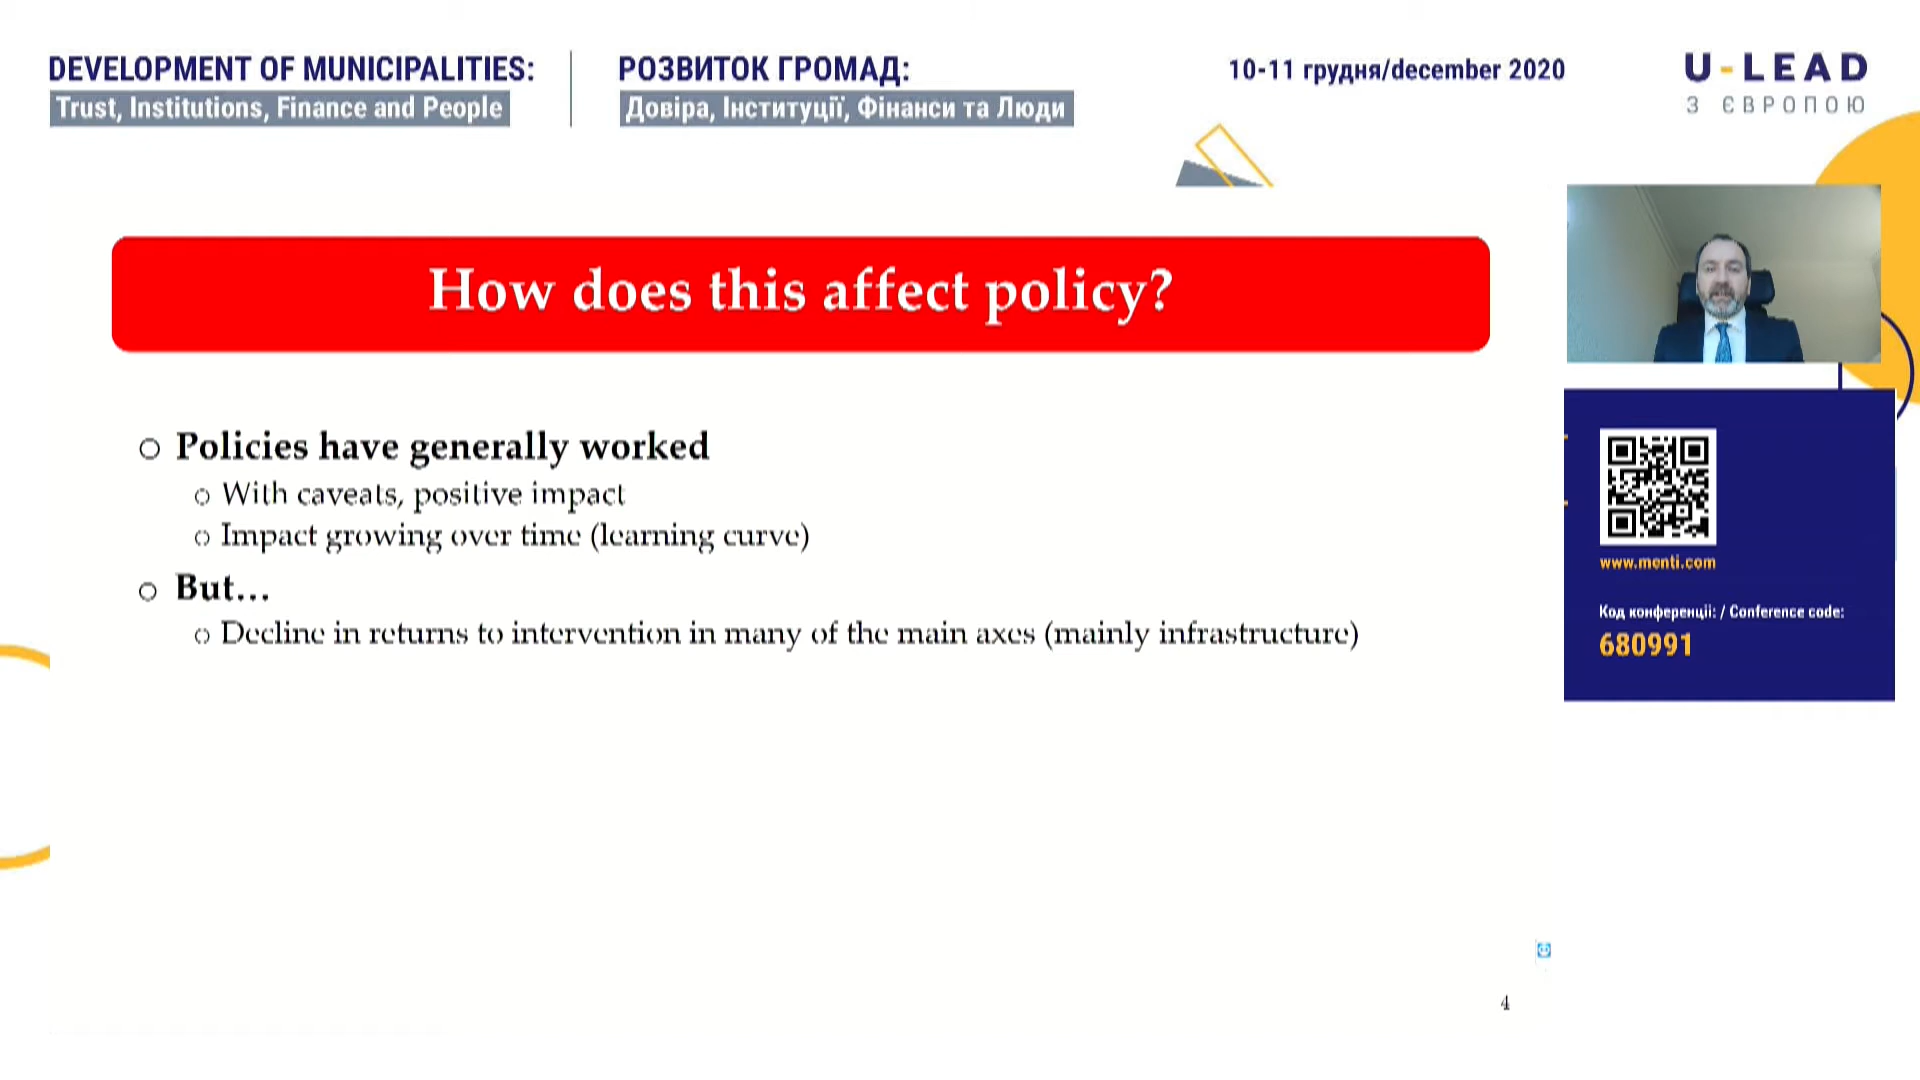 DEVELOPMENT OF MUNICIPALITIES:
Trust, Institutions, Finance and People
РОЗВИТОК ГРОМАД:
Довіра, Інституції, Фінанси та Люди
10-11 грудня/december 2020
U-LEAD
З ЄВРОПОЮ
How does this affect policy?
Policies have generally worked
With caveats, positive impact
Impact growing over time (learning curve)
But...
Decline in returns to intervention in many of the main axes (mainly infrastructure)
www.menti.com
Код конференції: / Conference code:
680991
4